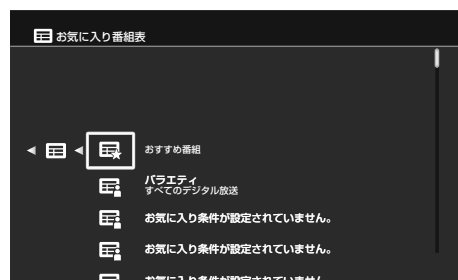 お気に入り番組表
おすすめ番組
バラエティ
すべてのデジタル放送
お気に入り条件が設定されていません。
お気に入り条件が設定されていません。